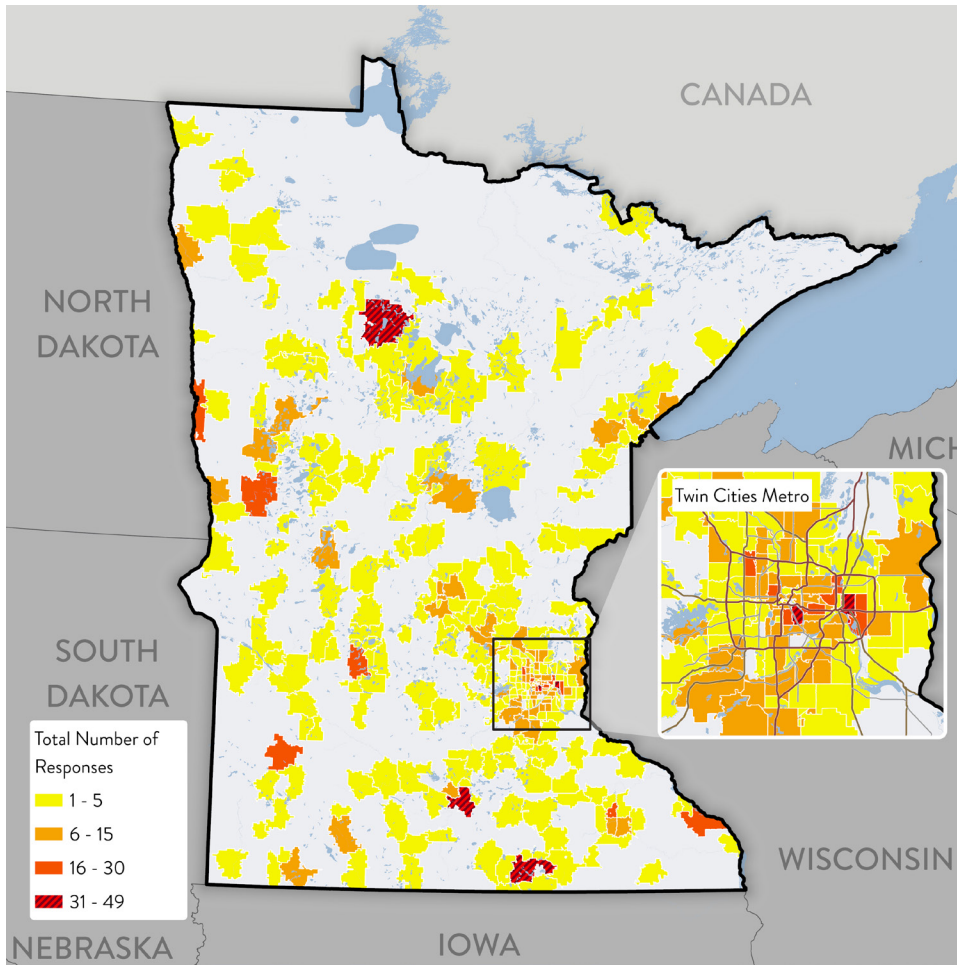 CANADA
NORTH
DAKOTA
MICH
Twin Cities Metro
SOUTH
DAKOTA
Total Number of
Responses
1 - 5
6 - 15
16 - 30
31 - 49
WISCONSIN
NEBRASKA
IOWA